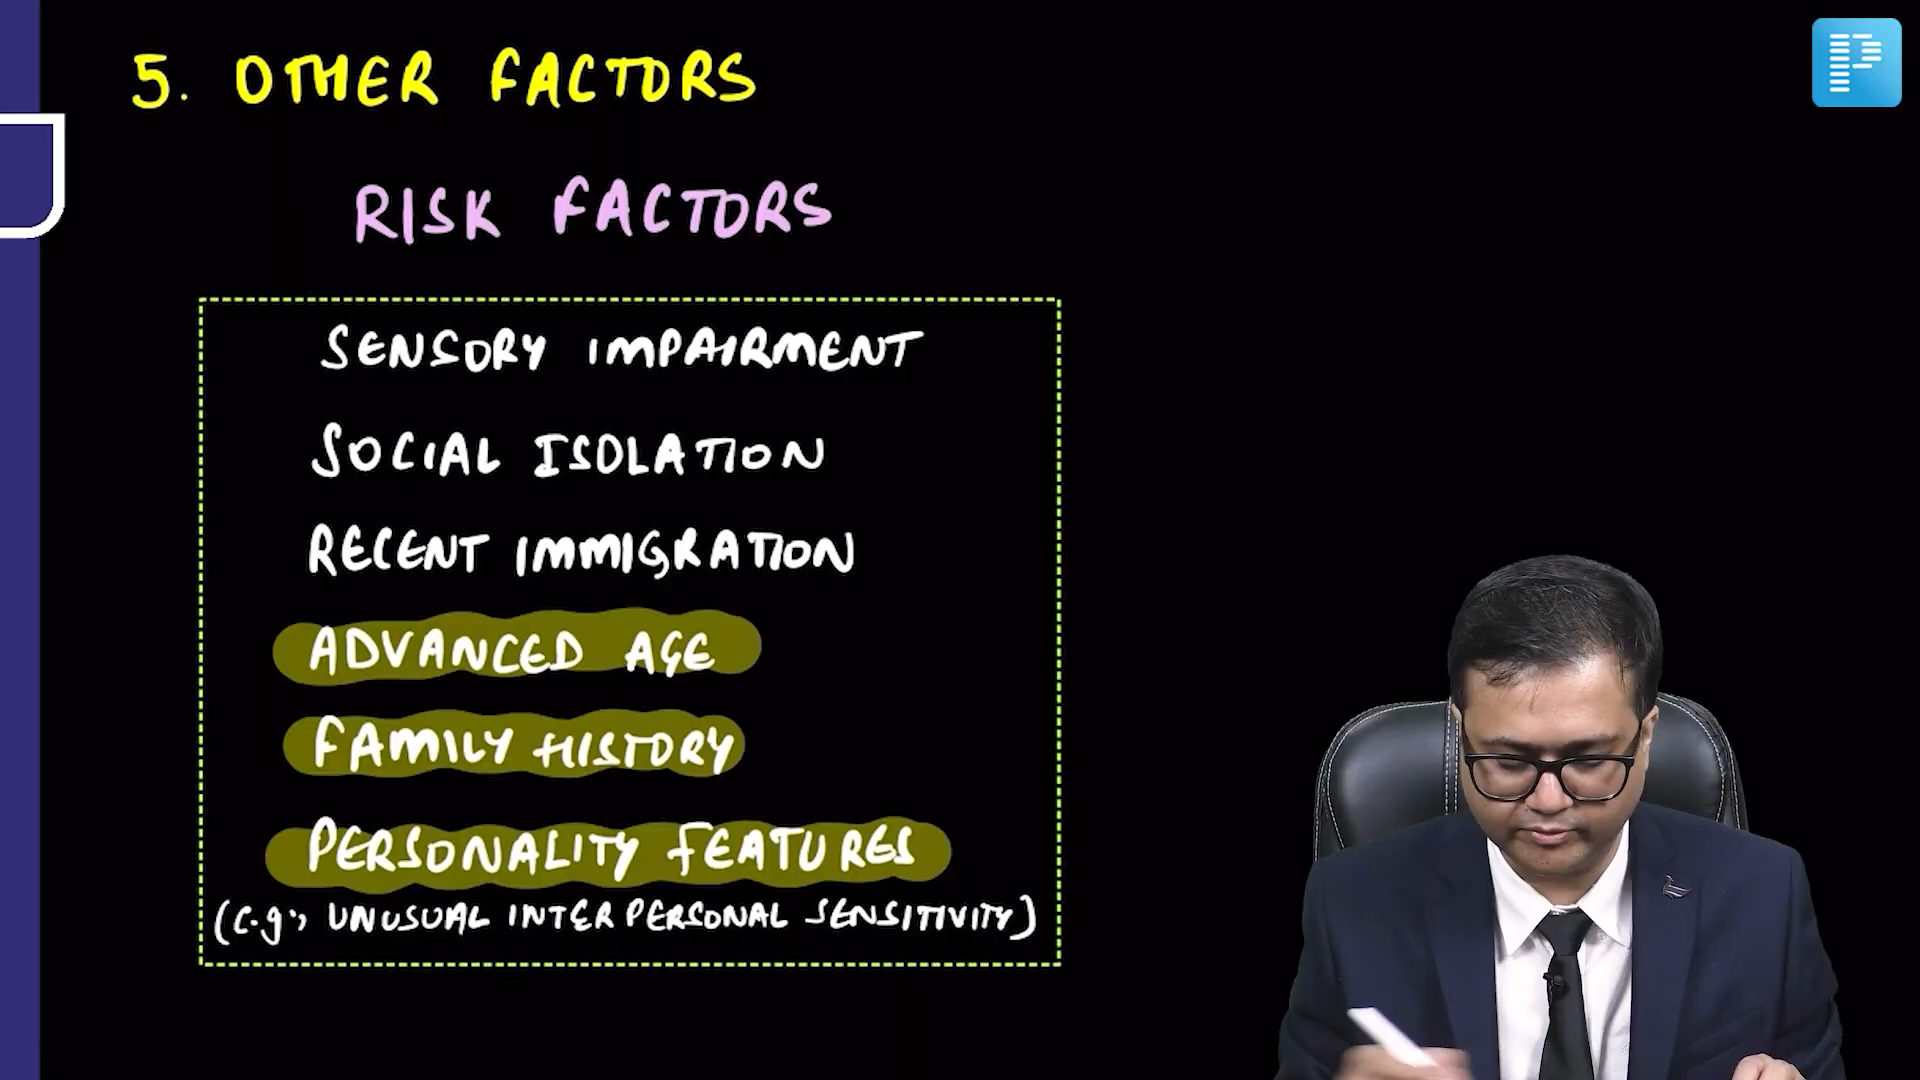 5. OTHER FACTORS
RISK FACTORS
SENSORY IMPAIRMENT
SOCIAL ISOLATION
RECENT IMMIGRATION
ADVANCED AGE
FAMILY HISTORY
PERSONALITY FEATURES
(e.g., UNUSUAL INTERPERSONAL SENSITIVITY)